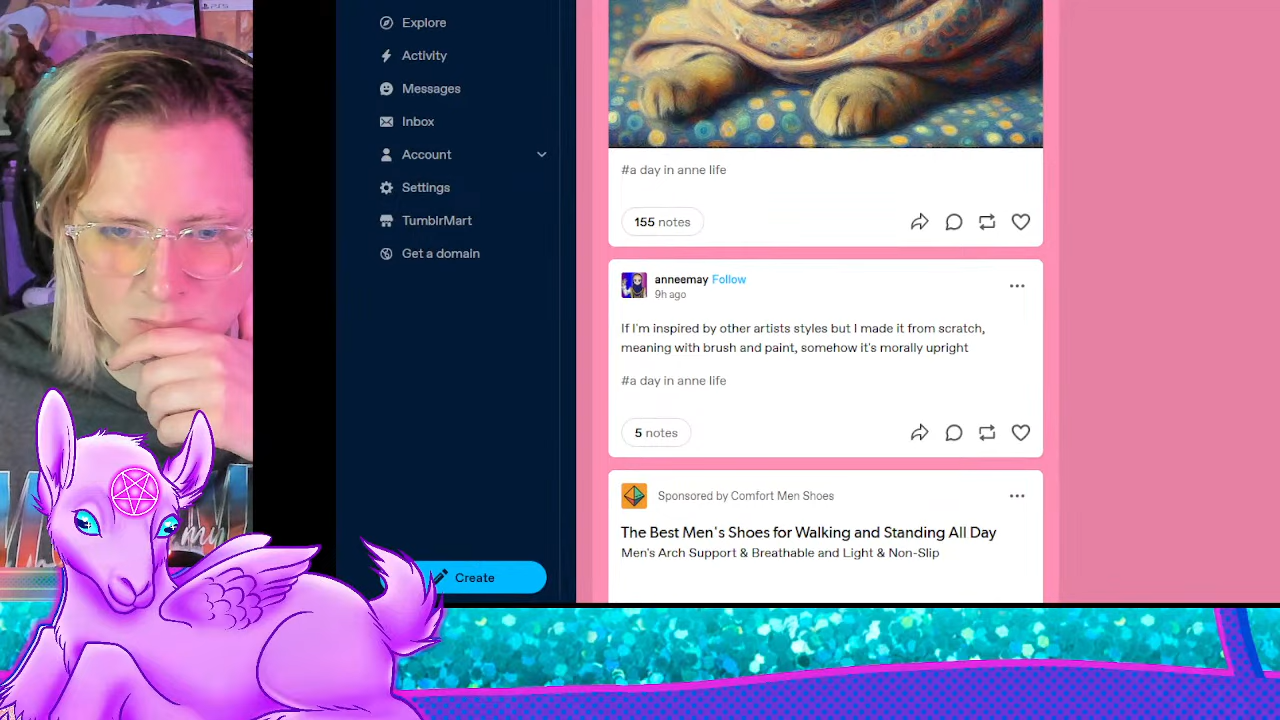 Explore
Activity
Messages
Inbox
Account
Settings
TumblrMart
Get a domain
Create
#a day in anne life
155 notes
anneemay Follow
9h ago
If I'm inspired by other artists styles but I made it from scratch,
meaning with brush and paint, somehow it's morally upright
#a day in anne life
5 notes
Sponsored by Comfort Men Shoes
The Best Men's Shoes for Walking and Standing All Day
Men's Arch Support & Breathable and Light & Non-Slip